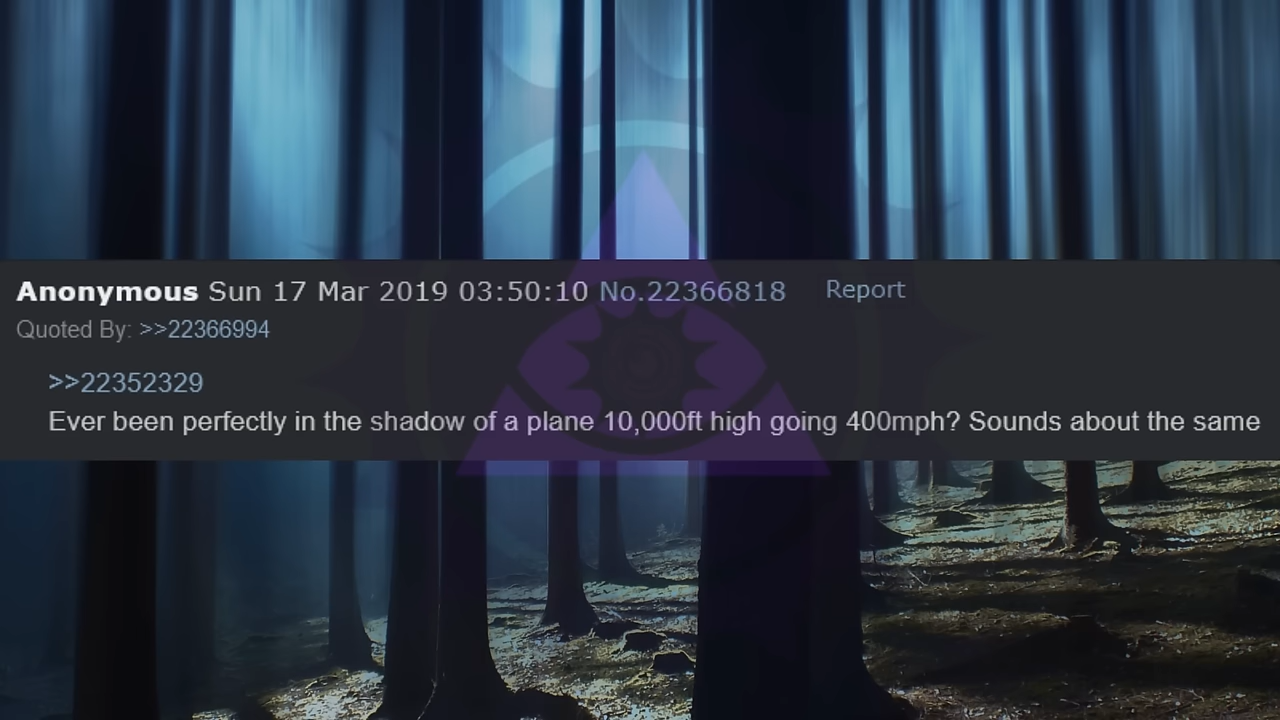 Anonymous Sun 17 Mar 2019 03:50:10 No.22366818 Report
Quoted By: >>22366994
>>22352329
Ever been perfectly in the shadow of a plane 10,000ft high going 400mph? Sounds about the same